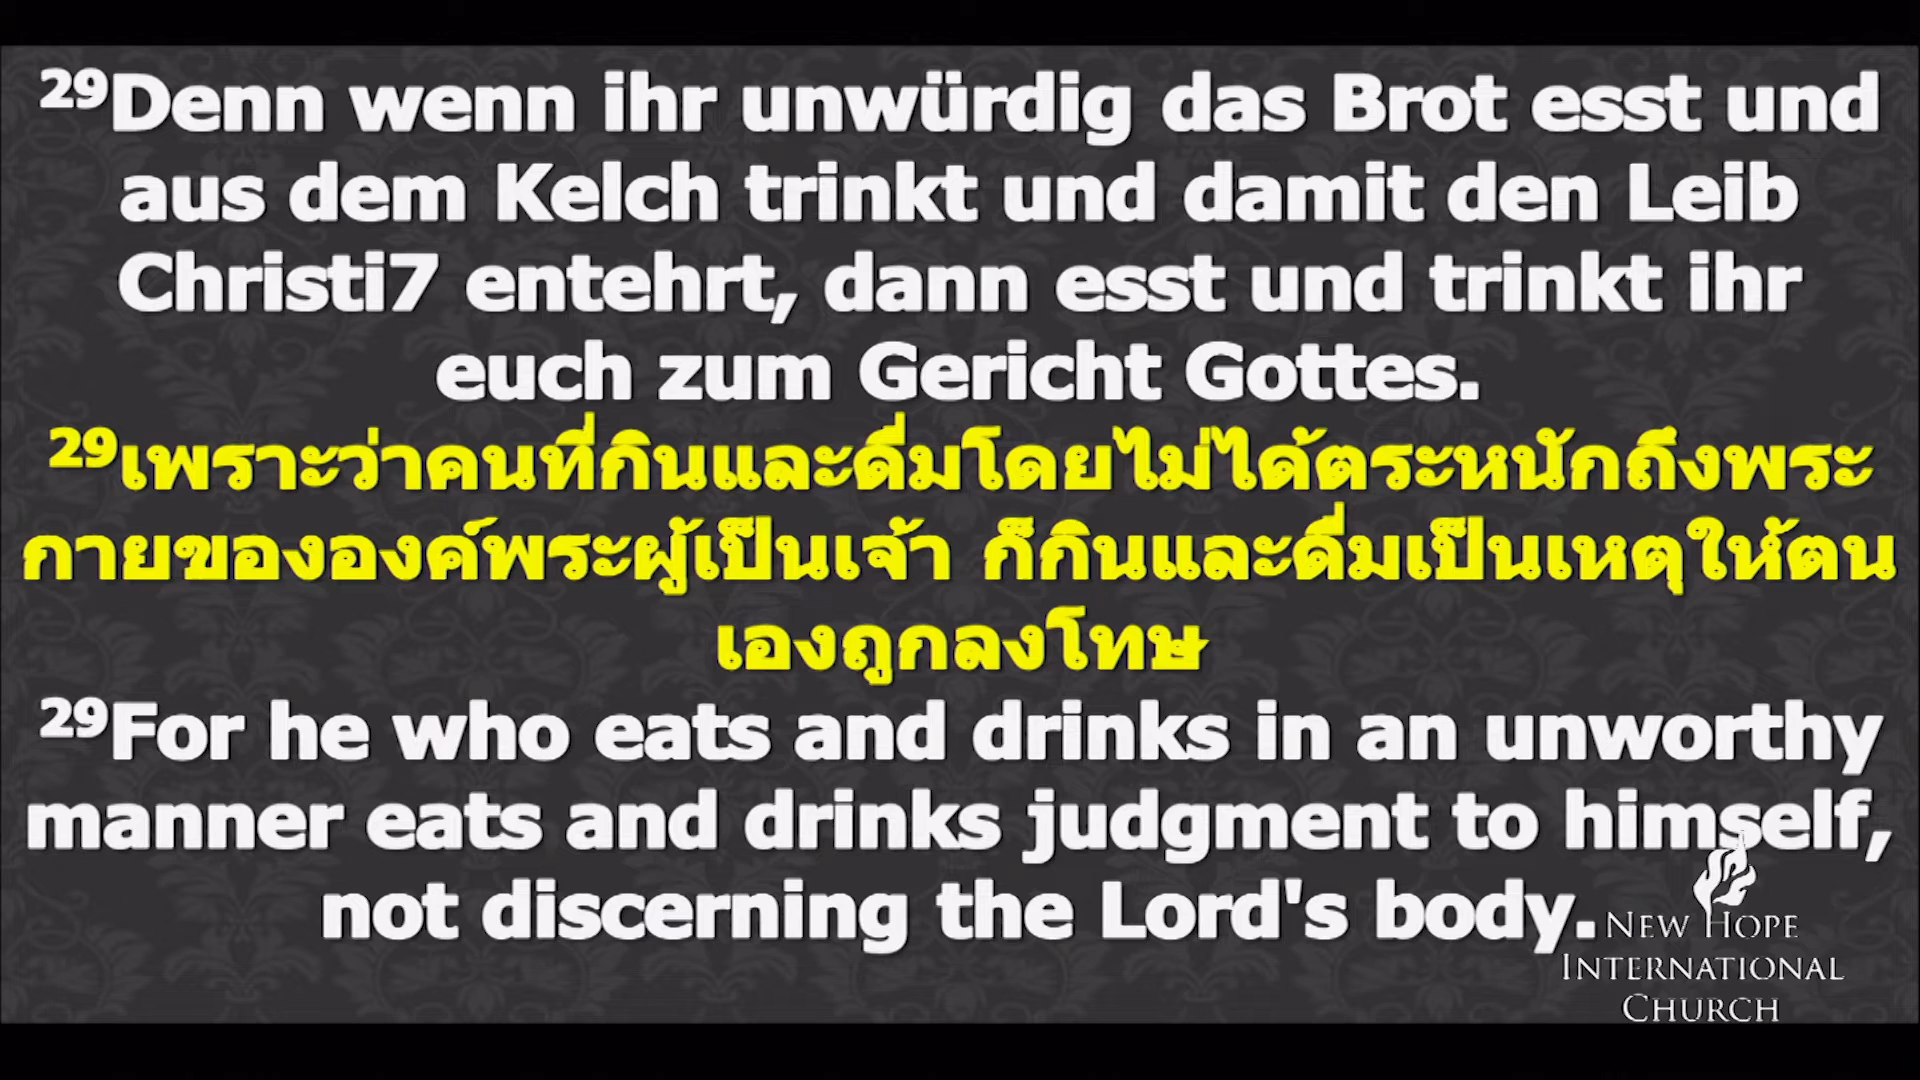 29Denn wenn ihr unwürdig das Brot esst und
aus dem Kelch trinkt und damit den Leib
Christi7 entehrt, dann esst und trinkt ihr
euch zum Gericht Gottes.
29เพราะว่าคนที่กินและดื่มโดยไม่ได้ตระหนักถึงพระ
กายขององค์พระผู้เป็นเจ้า ก็กินและดื่มเป็นเหตุให้ตน
เองถูกลงโทษ
29For he who eats and drinks in an unworthy
manner eats and drinks judgment to himself,
not discerning the Lord's body.
NEW HOPE
INTERNATIONAL
CHURCH